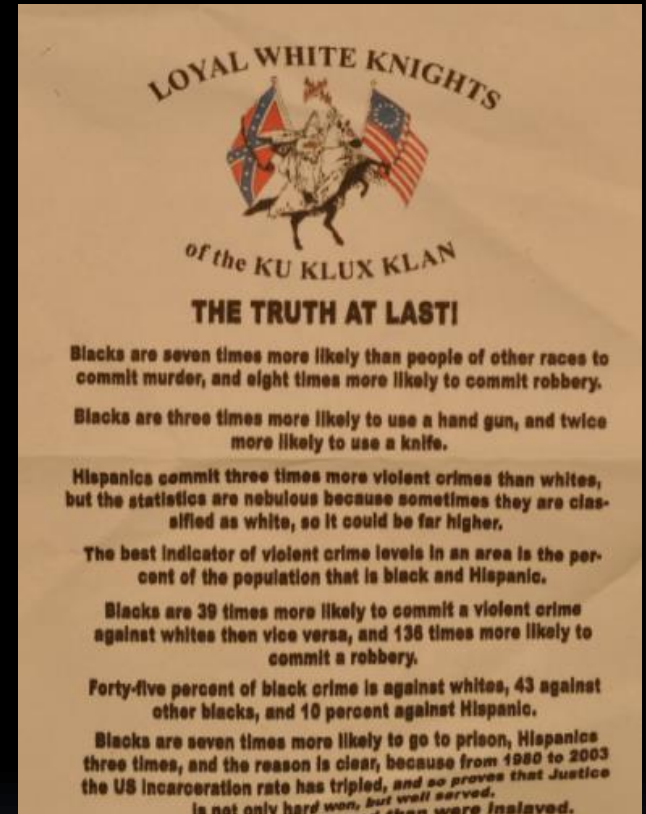 LOYAL WHITE KNIGHTS
of the KU KLUX KLAN
THE TRUTH AT LAST!
Blacks are seven times more likely than people of other races to
commit murder, and eight times more likely to commit robbery.
Blacks are three times more likely to use a hand gun, and twice
more likely to use a knife.
Hispanics commit three times more violent crimes than whites,
but the statistics are nebulous because sometimes they are clas-
sified as white, so it could be far higher.
The best indicator of violent crime levels in an area is the per-
cent of the population that is black and Hispanic.
Blacks are 39 times more likely to commit a violent crime
against whites then vice versa, and 136 times more likely to
commit a robbery.
Forty-five percent of black crime is against whites, 43 against
other blacks, and 10 percent against Hispanic.
Blacks are seven times more likely to go to prison, Hispanics
three times, and the reason is clear, because from 1980 to 2003
the US incarceration rate has tripled, and so proves that Justice
is not only hard won, but well served.
than were Inslaved.